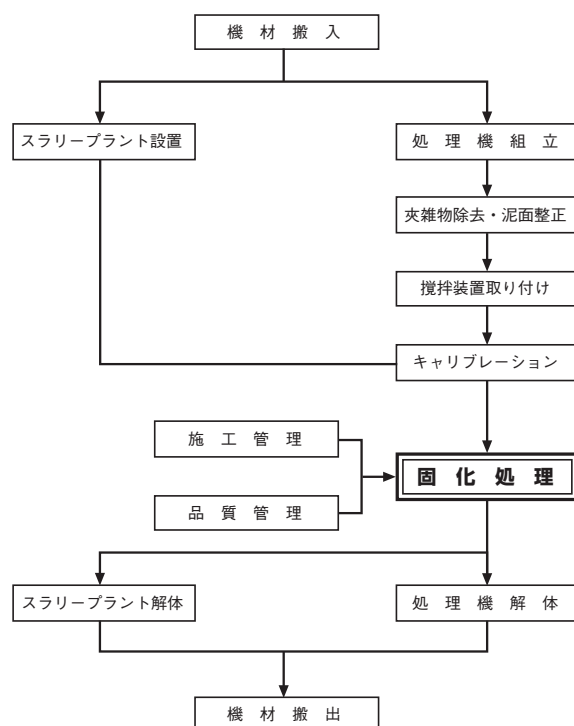 機材搬入
スラリープラント設置
処理機組立
夾雑物除去・泥面整正
撹拌装置取り付け
キャリブレーション
施工管理
固化処理
品質管理
スラリープラント解体
処理機解体
機材搬出